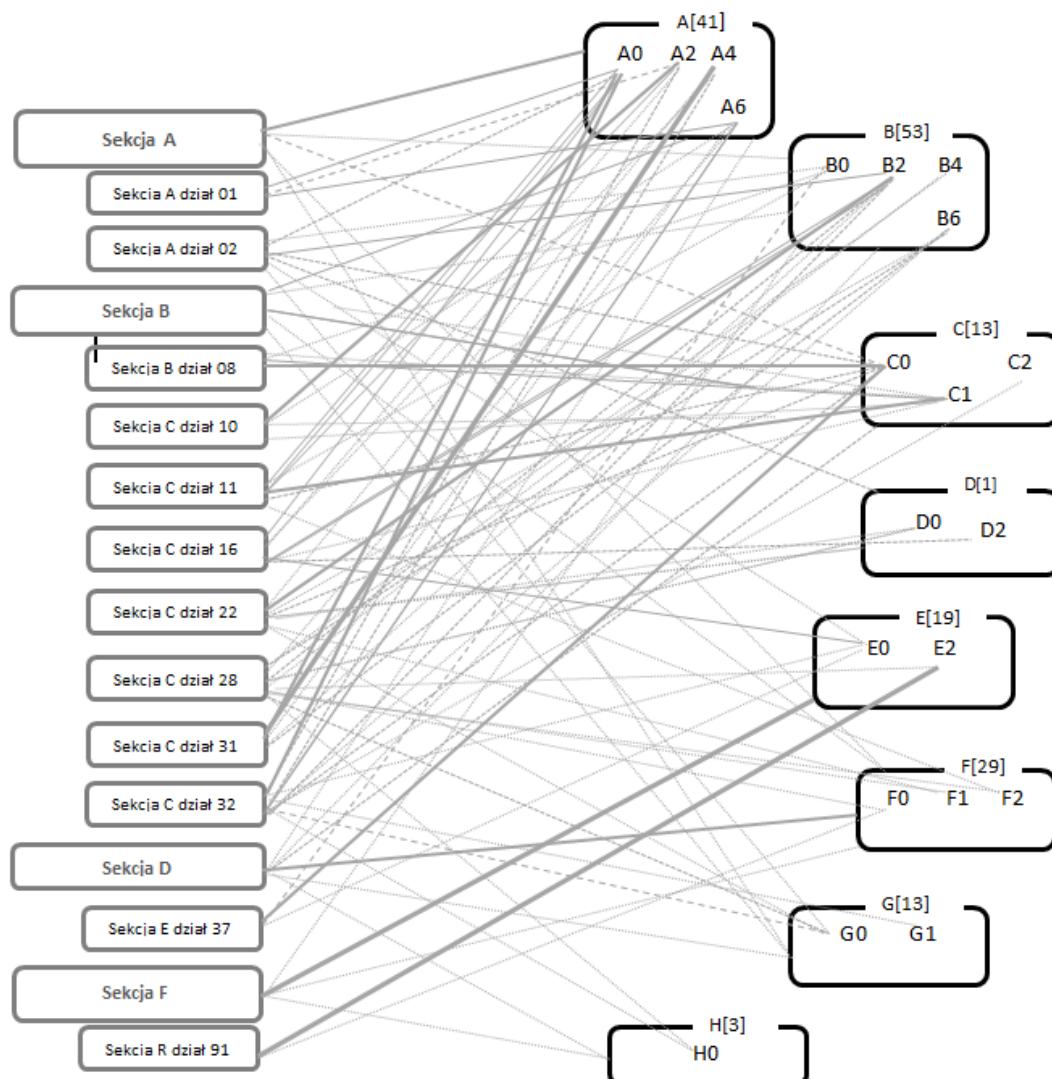 A[41]
A0 A2 A4
A6
Sekcja A
Sekcja A dział 01
Sekcja A dział 02
Sekcja B
Sekcja B dział 08
Sekcja C dział 10
Sekcja C dział 11
Sekcja C dział 16
Sekcja C dział 22
Sekcja C dział 28
Sekcja C dział 31
Sekcja C dział 32
Sekcja D
Sekcja E dział 37
Sekcja F
Sekcja R dział 91
B[53]
B0 B2 B4
B6
C[13]
C0 C2
C1
D[1]
D0 D2
E[19]
E0 E2
F[29]
F0 F1 F2
G[13]
G0 G1
H[3]
H0